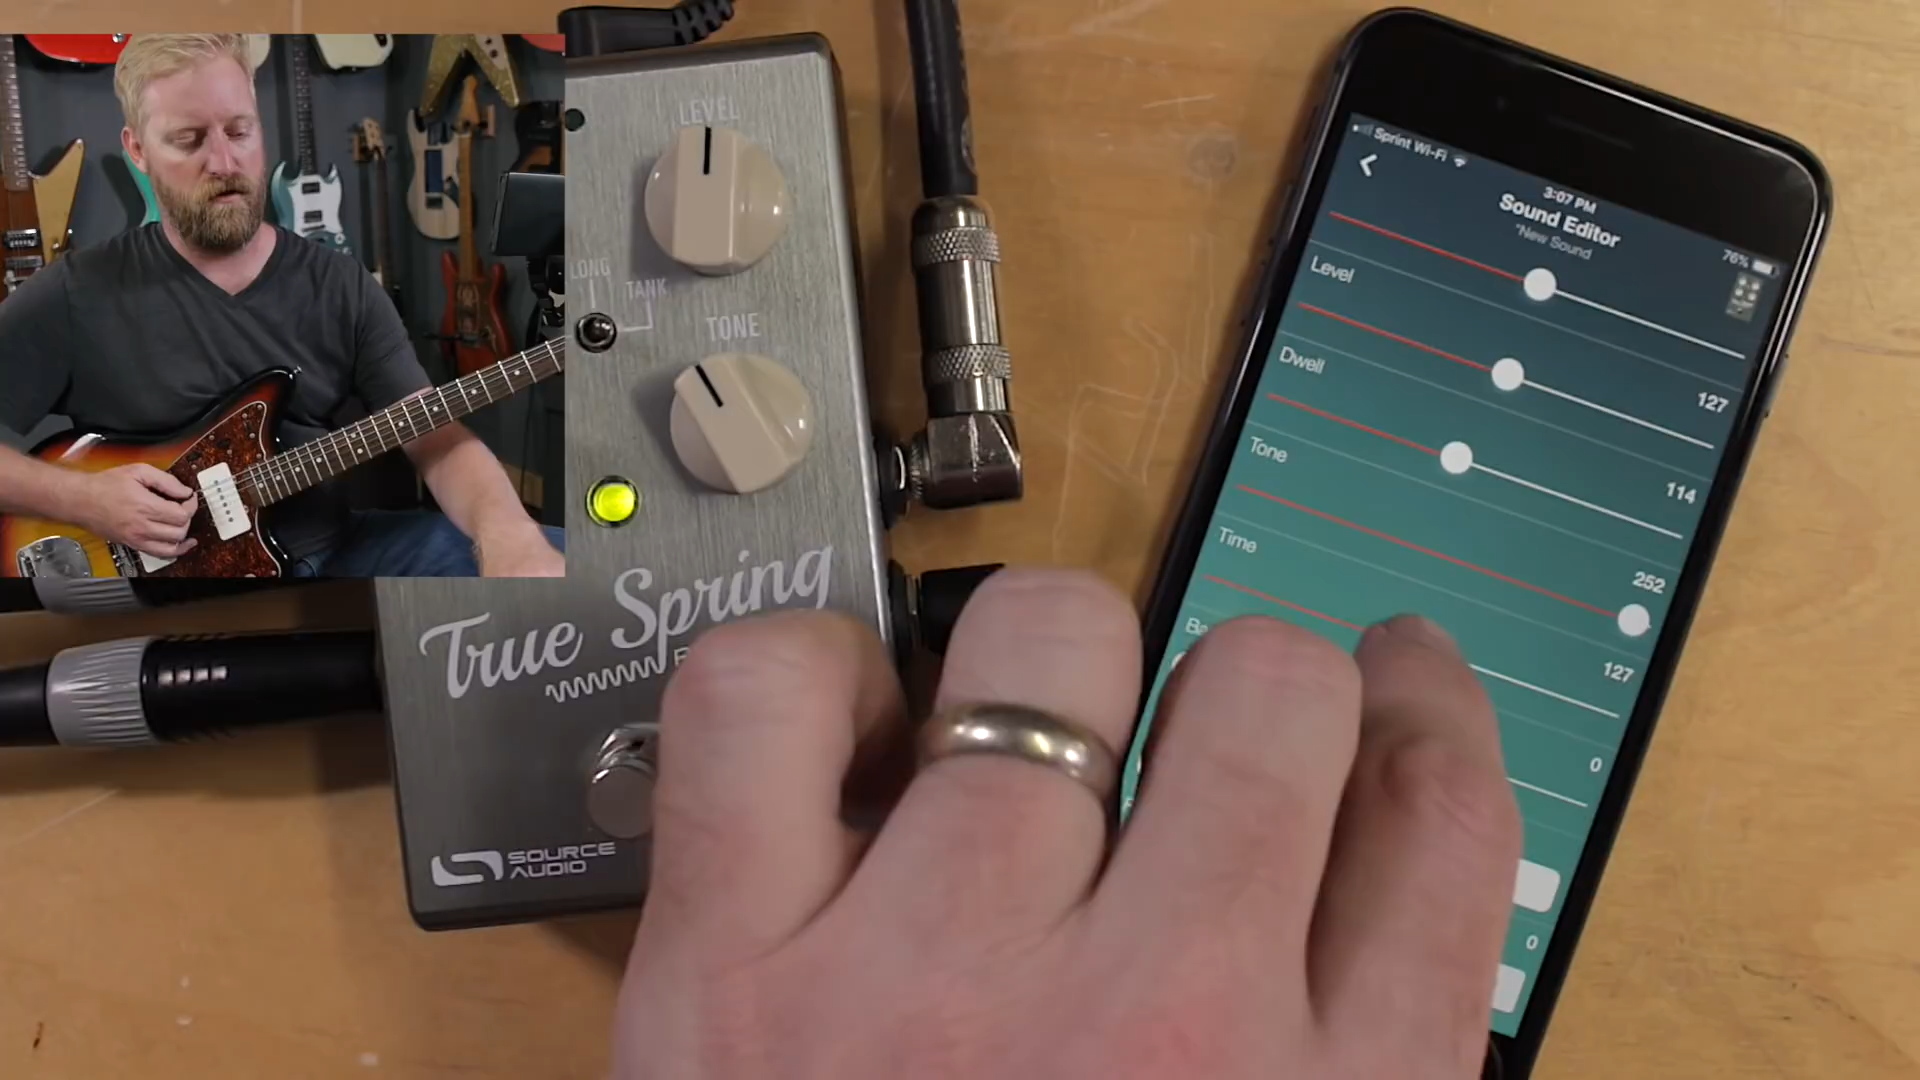 LEVEL
LONG
TANK
TONE
True Spring
SOURCE
AUDIO
Sprint Wi-Fi
3:07 PM
76%
Sound Editor
*New Sound
Level
127
Dwell
114
Tone
252
Time
127
0
0